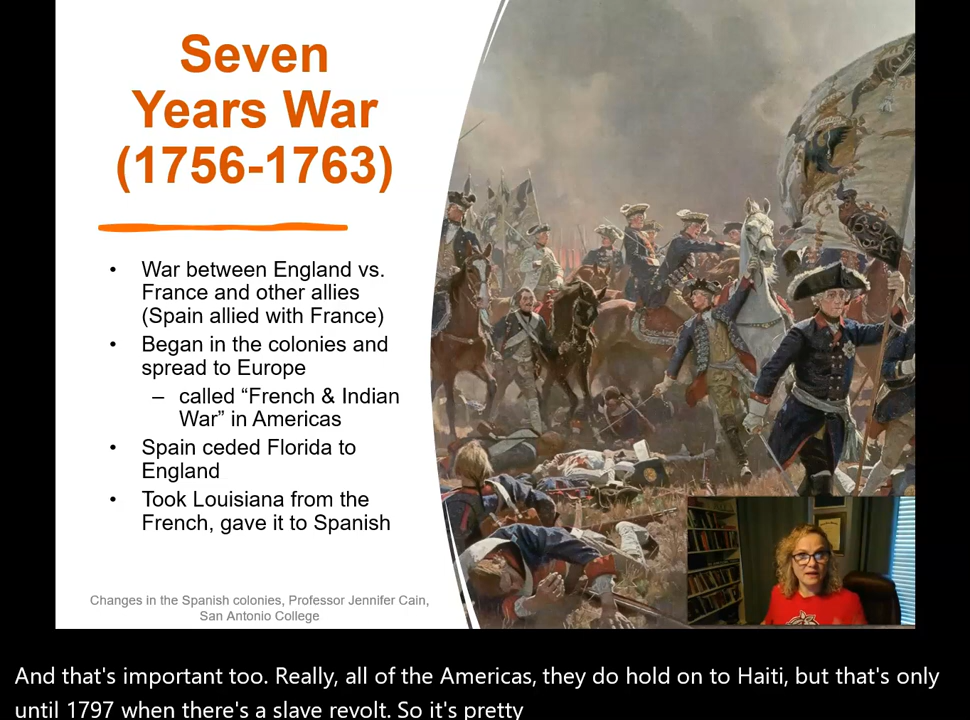 Seven
Years War
(1756-1763)
• War between England vs.
France and other allies
(Spain allied with France)
• Began in the colonies and
spread to Europe
– called “French & Indian
War” in Americas
• Spain ceded Florida to
England
• Took Louisiana from the
French, gave it to Spanish
Changes in the Spanish colonies, Professor Jennifer Cain,
San Antonio College
And that's important too. Really, all of the Americas, they do hold on to Haiti, but that's only
until 1797 when there's a slave revolt. So it's pretty